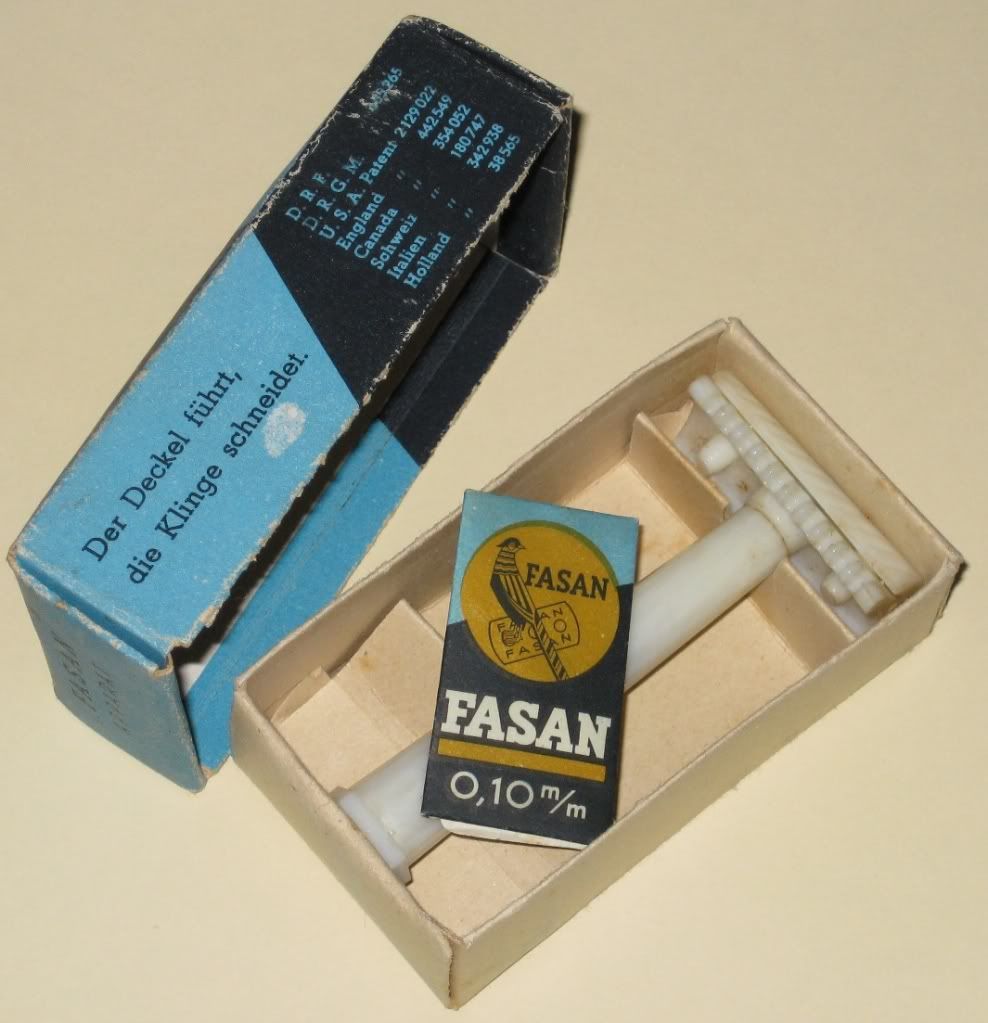 D. R. P.
D. R. G. M.
U. S. A. Patent 2129022
England " 442549
Canada " 354052
Schweiz " 180747
Italien " 342938
Holland " 38565
Der Deckel führt,
die Klinge schneidet.
FASAN
FASAN
FASAN
0,10 m/m